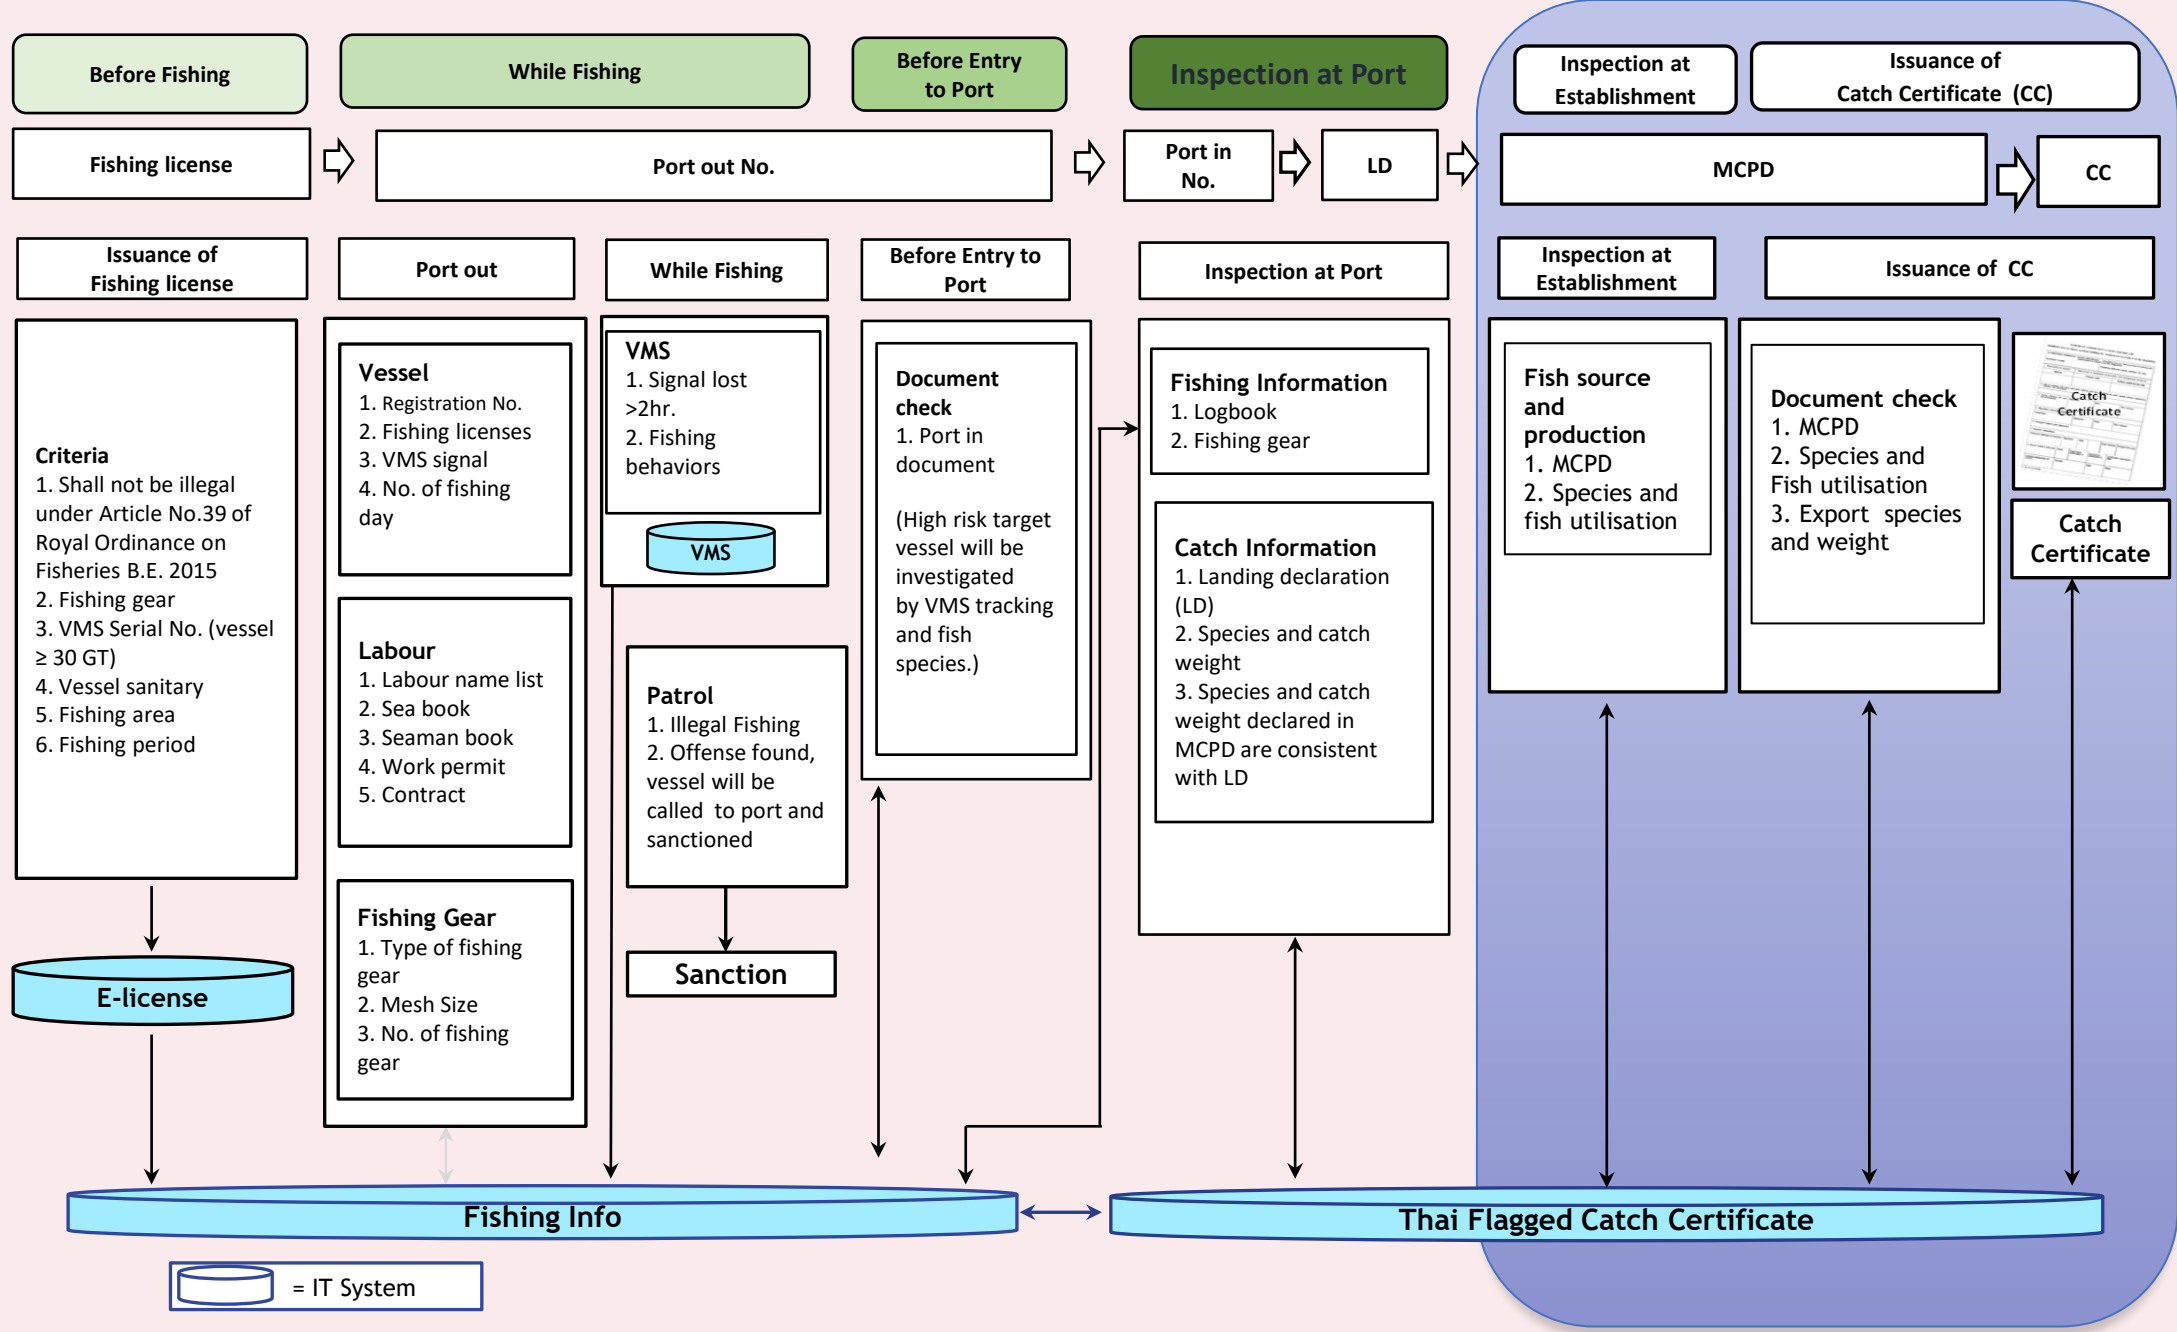 Before Fishing
While Fishing
Before Entry
to Port
Inspection at Port
Inspection at
Establishment
Issuance of
Catch Certificate (CC)
Fishing license
Port out No.
Port in
No.
LD
MCPD
CC
Issuance of
Fishing license
Port out
While Fishing
Before Entry to
Port
Inspection at Port
Inspection at
Establishment
Issuance of CC
Criteria
1. Shall not be illegal
under Article No.39 of
Royal Ordinance on
Fisheries B.E. 2015
2. Fishing gear
3. VMS Serial No. (vessel
≥ 30 GT)
4. Vessel sanitary
5. Fishing area
6. Fishing period
E-license
Vessel
1. Registration No.
2. Fishing licenses
3. VMS signal
4. No. of fishing
day
Labour
1. Labour name list
2. Sea book
3. Seaman book
4. Work permit
5. Contract
Fishing Gear
1. Type of fishing
gear
2. Mesh Size
3. No. of fishing
gear
VMS
1. Signal lost
>2hr.
2. Fishing
behaviors
VMS
Patrol
1. Illegal Fishing
2. Offense found,
vessel will be
called to port and
sanctioned
Sanction
Document
check
1. Port in
document
(High risk target
vessel will be
investigated
by VMS tracking
and fish
species.)
Fishing Information
1. Logbook
2. Fishing gear
Catch Information
1. Landing declaration
(LD)
2. Species and catch
weight
3. Species and catch
weight declared in
MCPD are consistent
with LD
Fish source
and
production
1. MCPD
2. Species and
fish utilisation
Document check
1. MCPD
2. Species and
Fish utilisation
3. Export species
and weight
Catch
Certificate
Catch
Certificate
Fishing Info
Thai Flagged Catch Certificate
= IT System